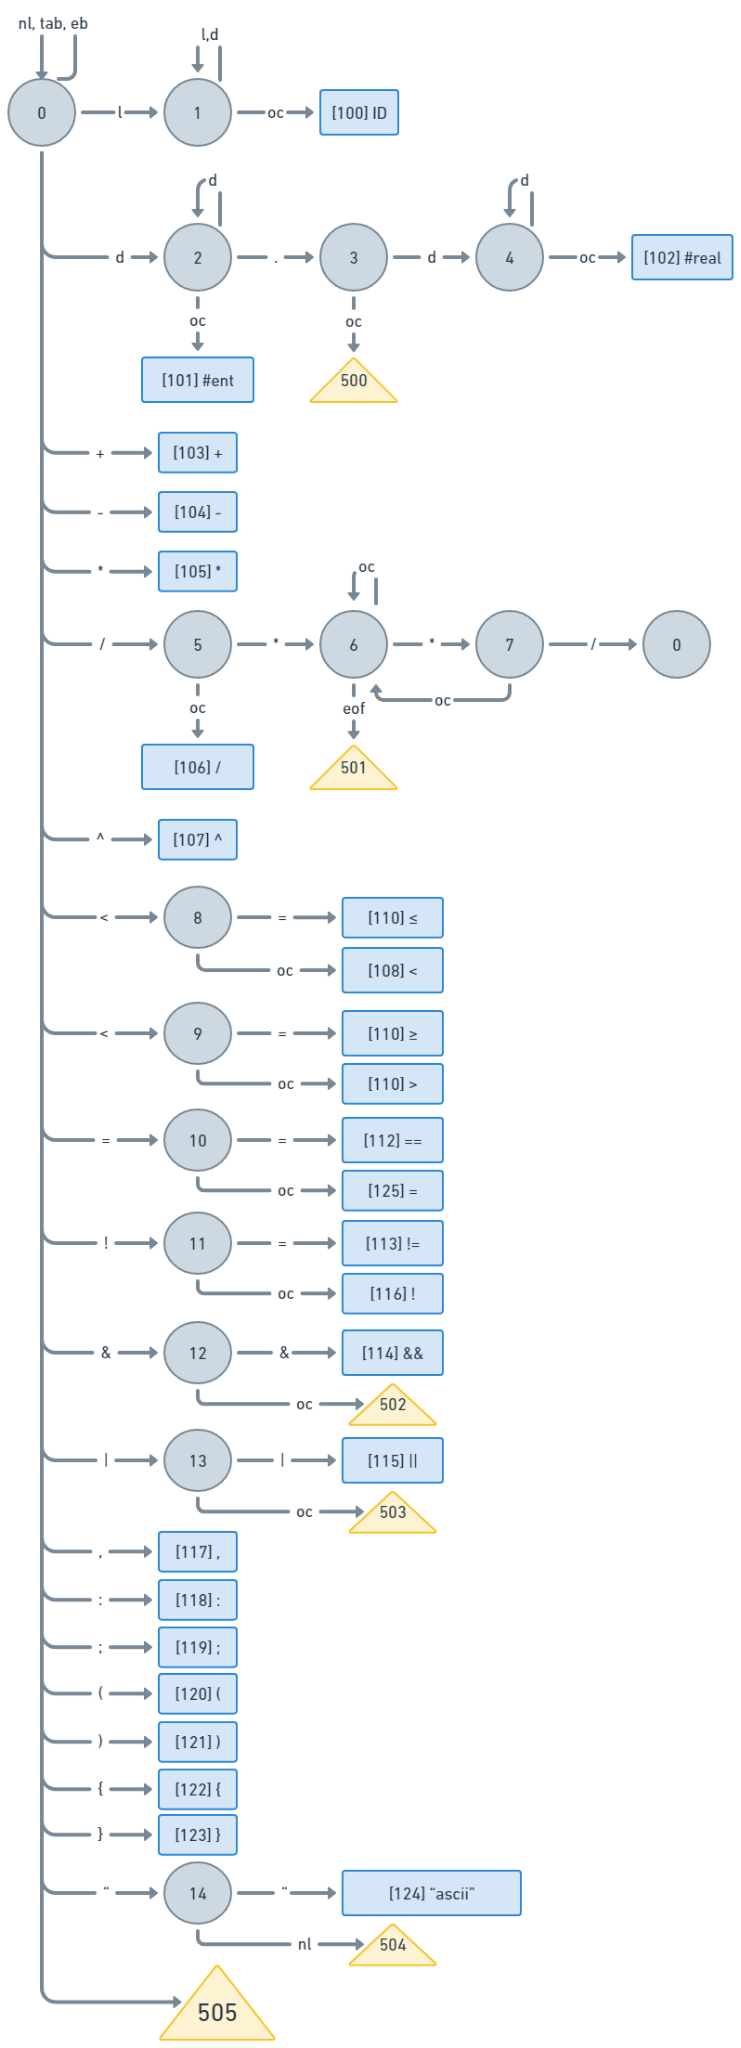 nl, tab, eb
l,d
0 l 1 oc [100] ID
d d
d 2 . 3 d 4 oc [102] #real
oc oc
[101] #ent 500
+ [103] +
- [104] -
* [105] *
oc
/ 5 * 6 * 7 / 0
oc eof oc
[106] / 501
^ [107] ^
< 8 = [110] ≤
oc [108] <
< 9 = [110] ≥
oc [110] >
= 10 = [112] ==
oc [125] =
! 11 = [113] !=
oc [116] !
& 12 & [114] &&
oc 502
| 13 | [115] ||
oc 503
, [117] ,
: [118] :
; [119] ;
( [120] (
) [121] )
{ [122] {
} [123] }
“ 14 “ [124] “ascii”
nl 504
505